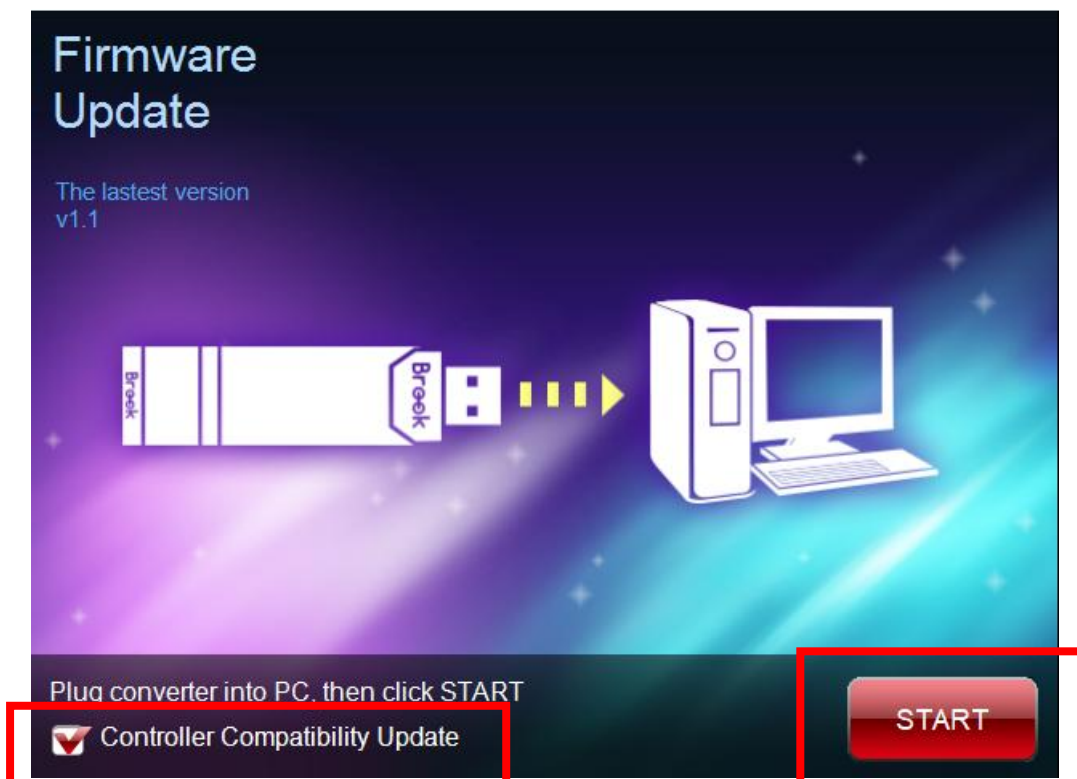 Firmware
Update
The lastest version
v1.1
Brook
Brook
Plug converter into PC, then click START
Controller Compatibility Update
START